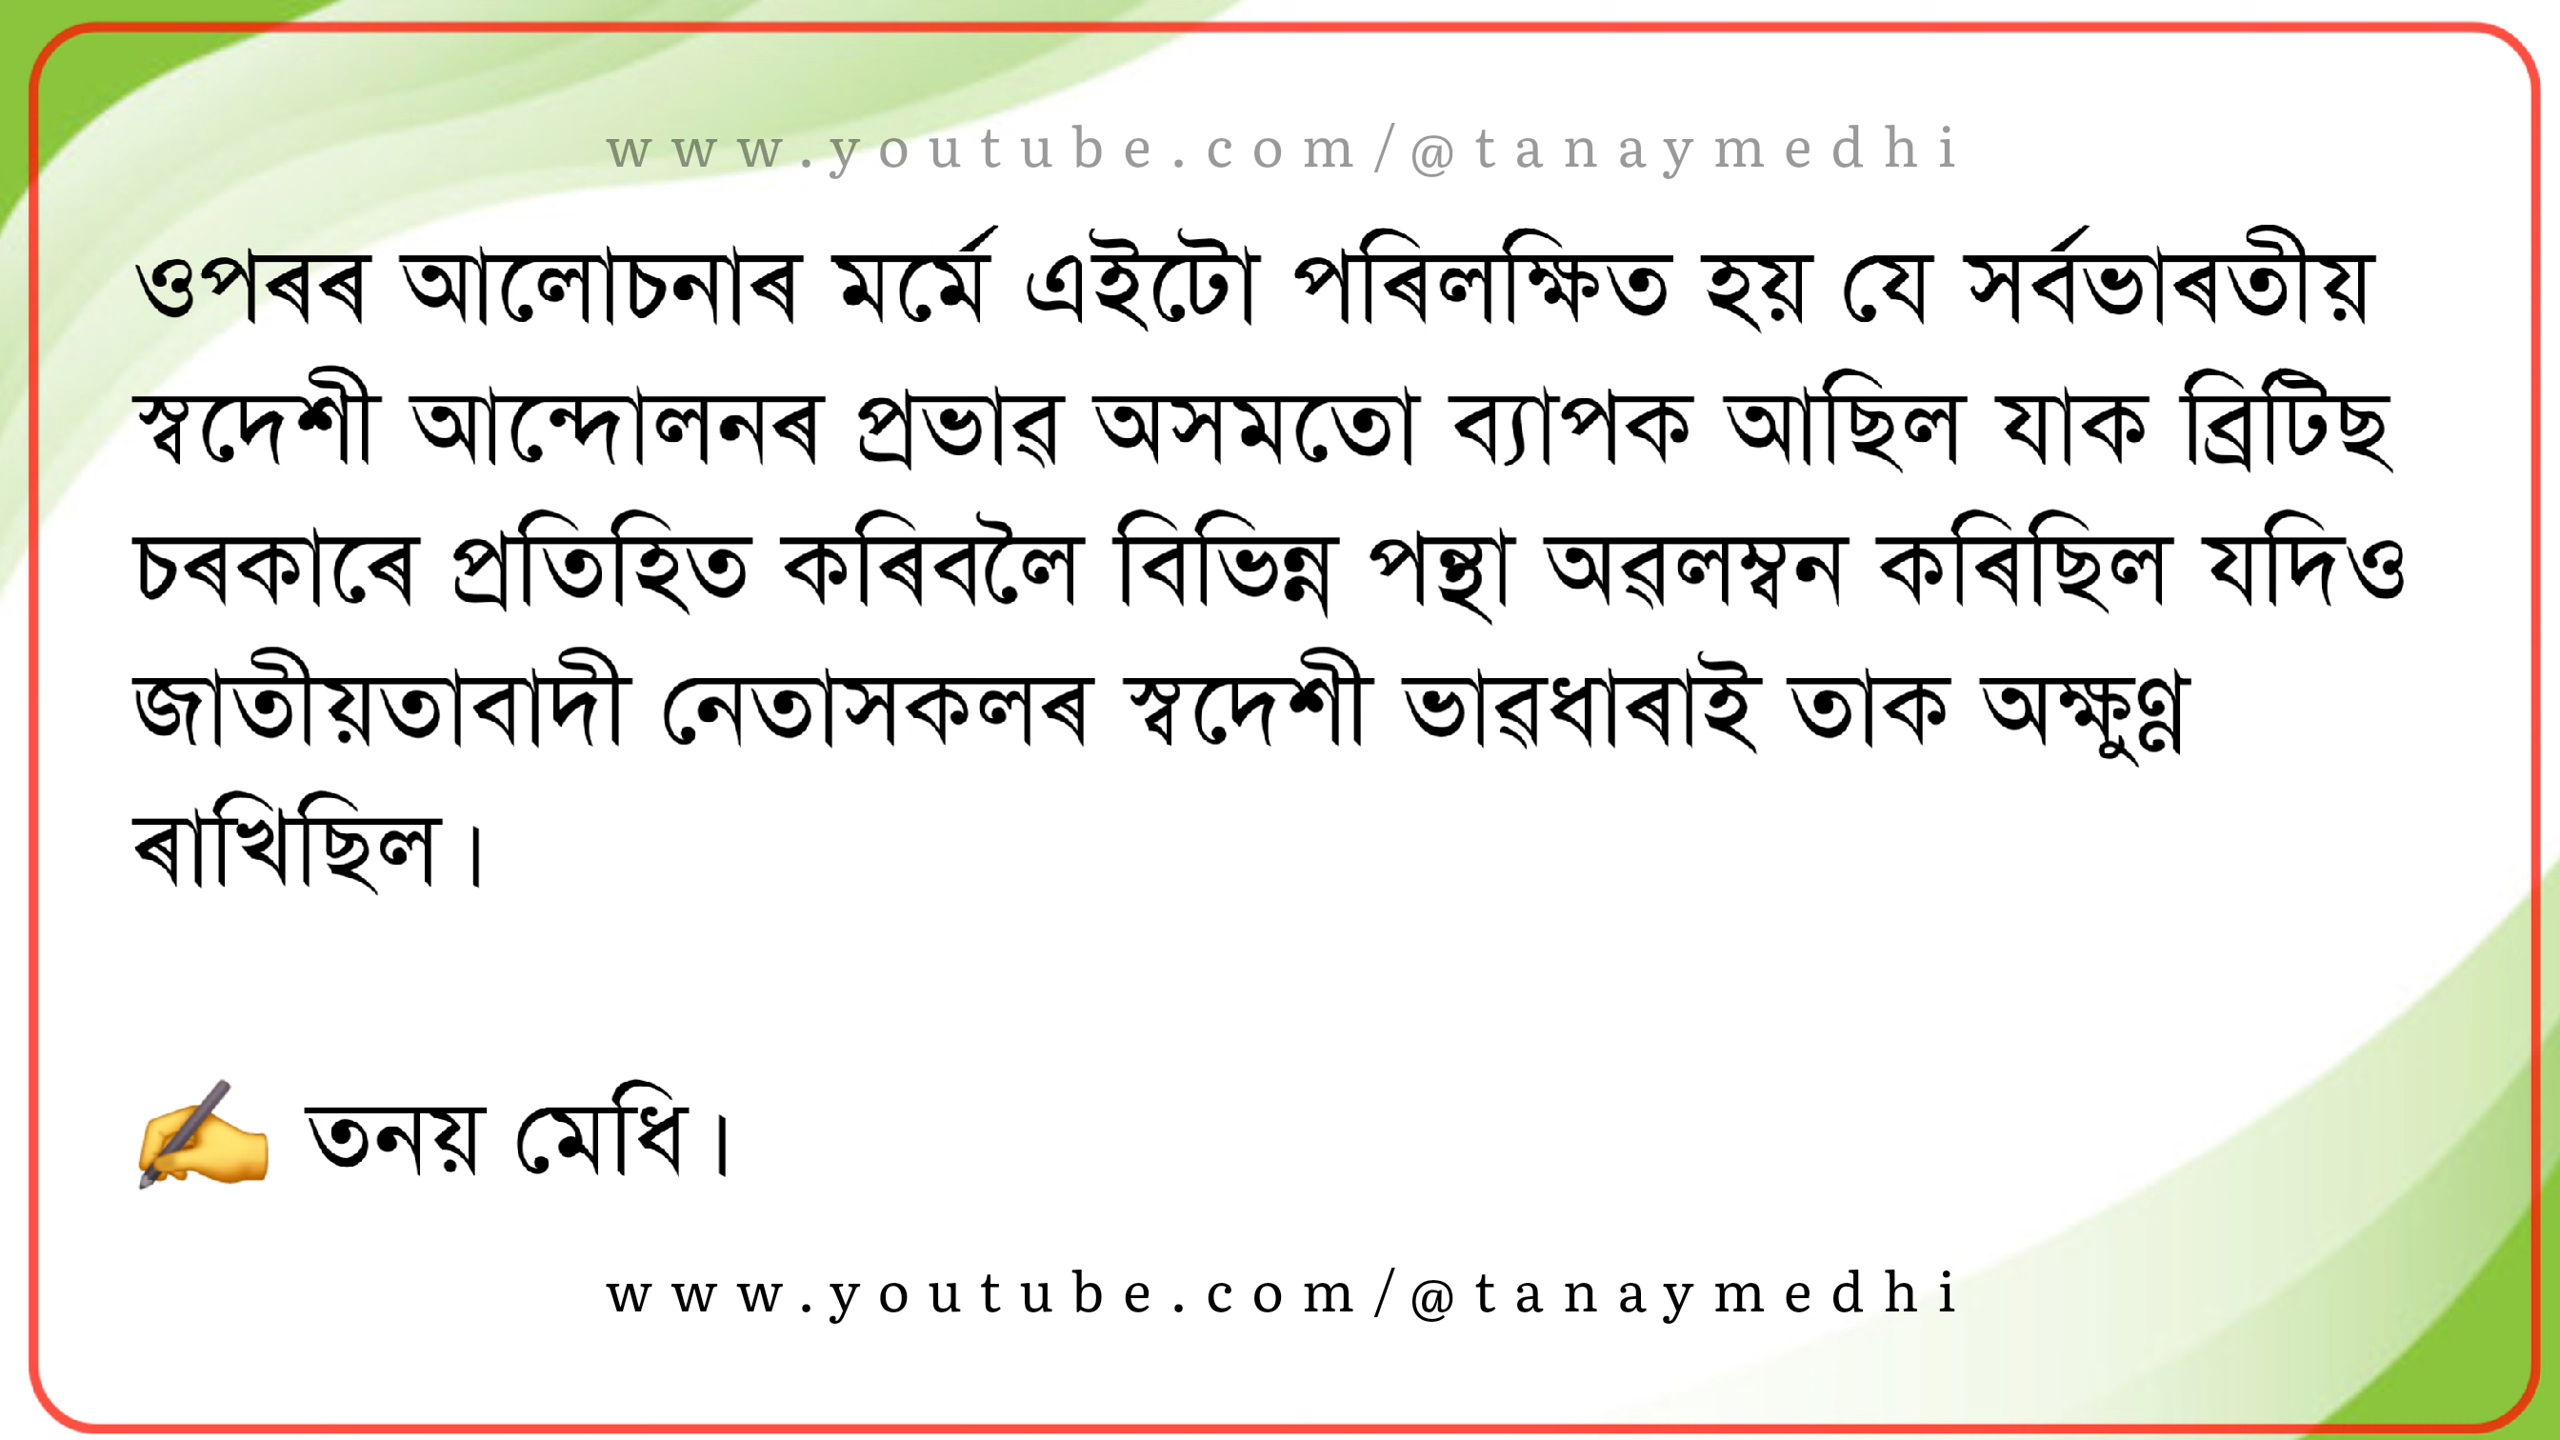 www.youtube.com/@tanaymedhi
ওপৰৰ আলোচনাৰ মৰ্মে এইটো পৰিলক্ষিত হয় যে সৰ্বভাৰতীয়
স্বদেশী আন্দোলনৰ প্ৰভাৱ অসমতো ব্যাপক আছিল যাক ব্ৰিটিছ
চৰকাৰে প্ৰতিহিত কৰিবলৈ বিভিন্ন পন্থা অৱলম্বন কৰিছিল যদিও
জাতীয়তাবাদী নেতাসকলৰ স্বদেশী ভাৱধাৰাই তাক অক্ষুণ্ণ
ৰাখিছিল।
✍️ তনয় মেধি।
www.youtube.com/@tanaymedhi